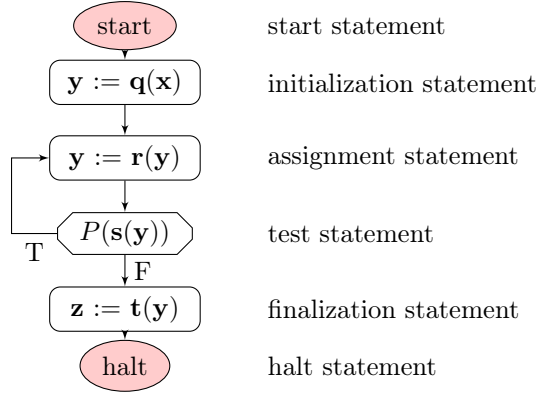 start start statement
y := q(x) initialization statement
y := r(y) assignment statement
P(s(y)) test statement
T
F
z := t(y) finalization statement
halt halt statement